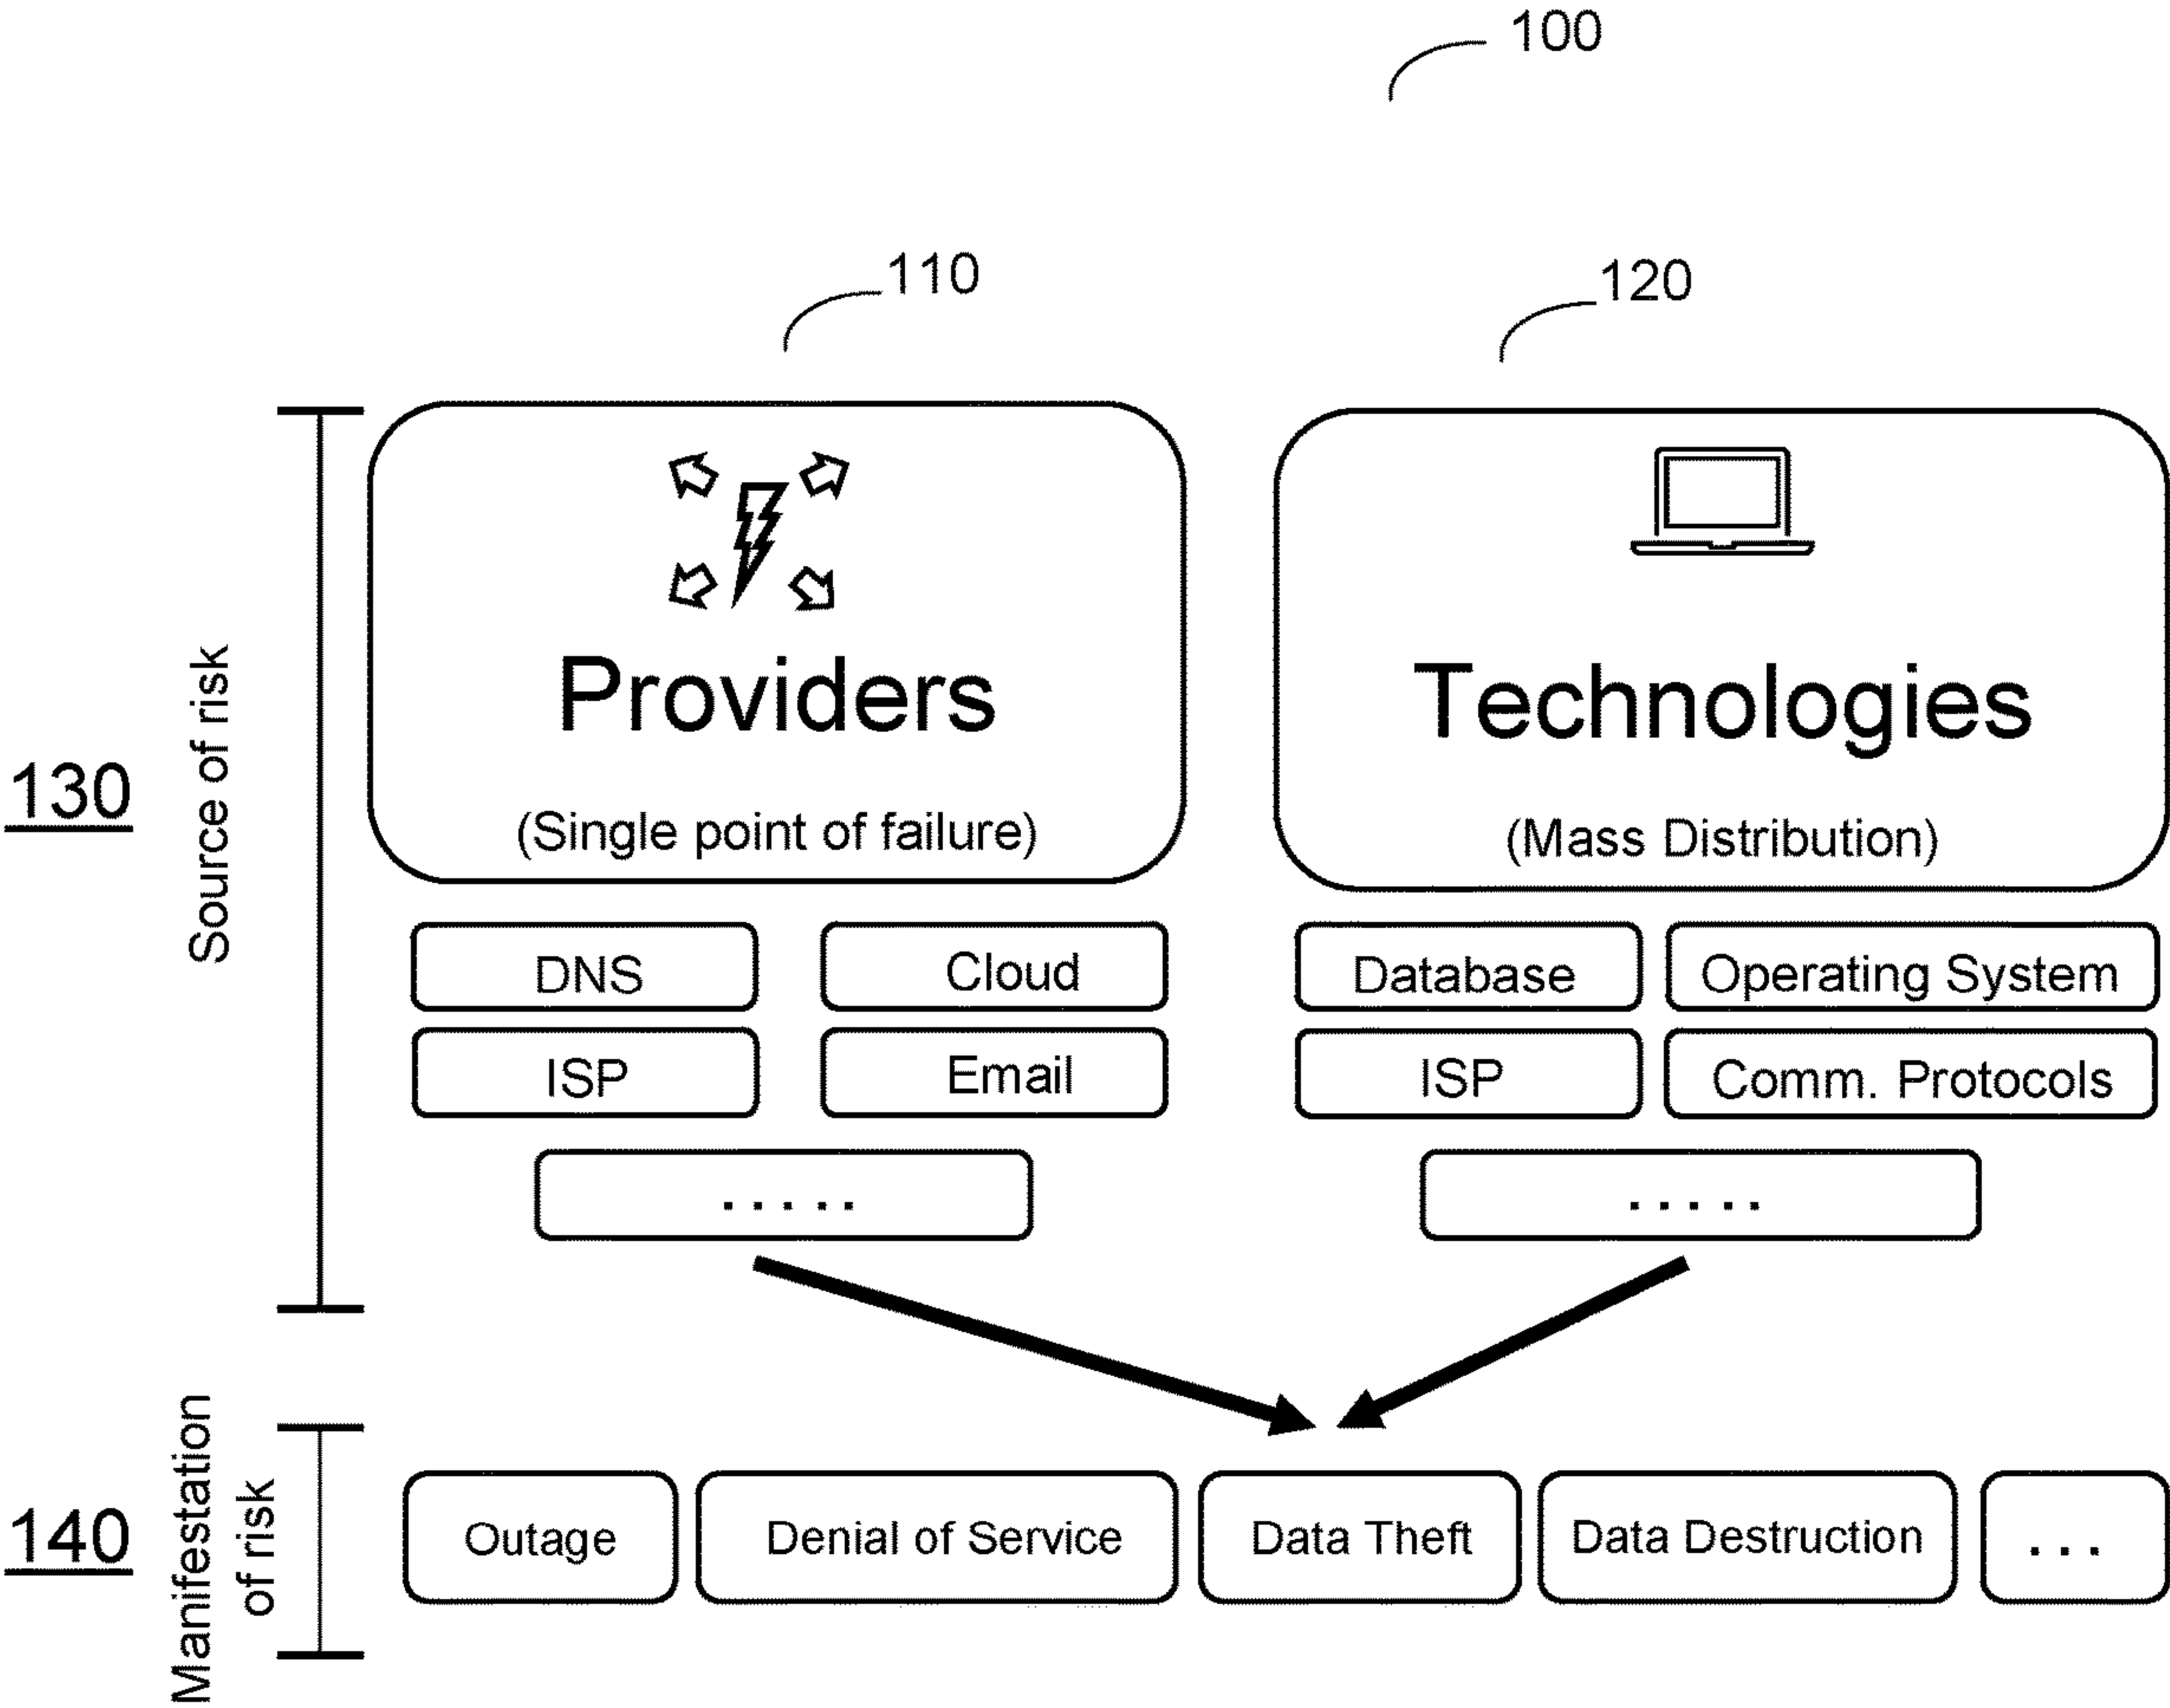 100
110
120
Providers
(Single point of failure)
Technologies
(Mass Distribution)
130
Source of risk
DNS
Cloud
Database
Operating System
ISP
Email
ISP
Comm. Protocols
.....
.....
140
Manifestation
of risk
Outage
Denial of Service
Data Theft
Data Destruction
...